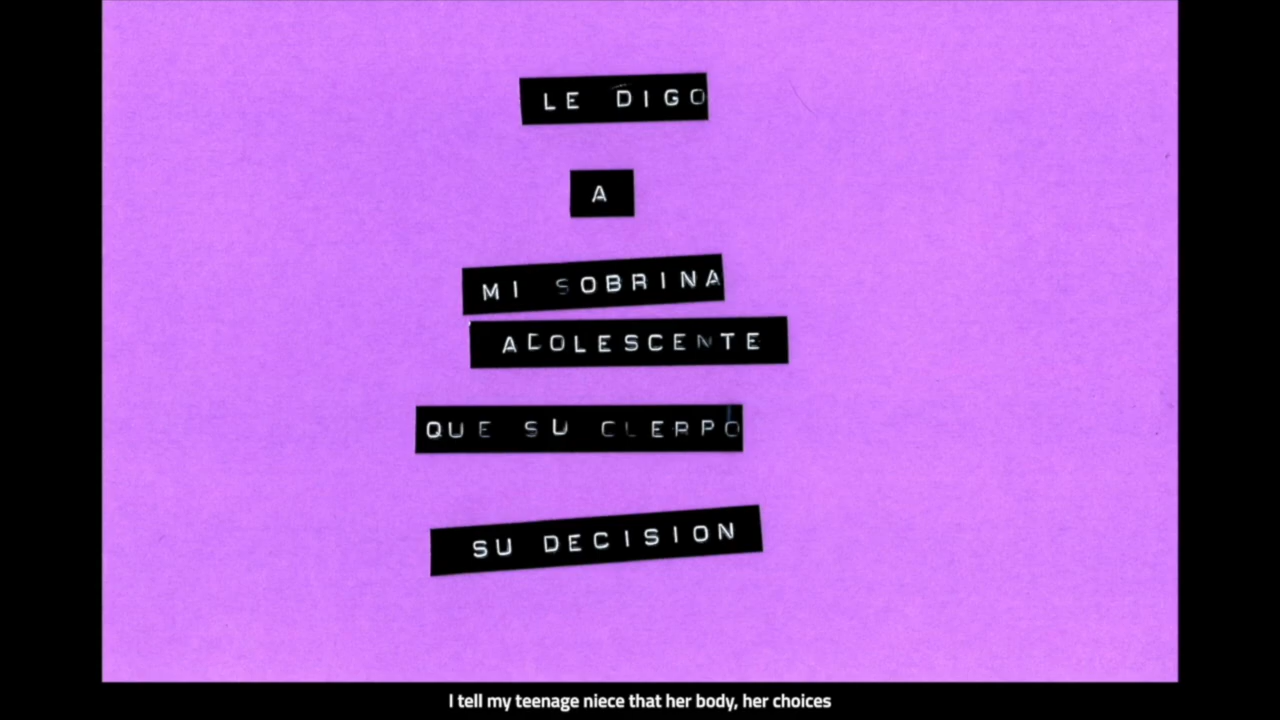 LE DIGO
A
MI SOBRINA
ADOLESCENTE
QUE SU CUERPO
SU DECISION
I tell my teenage niece that her body, her choices